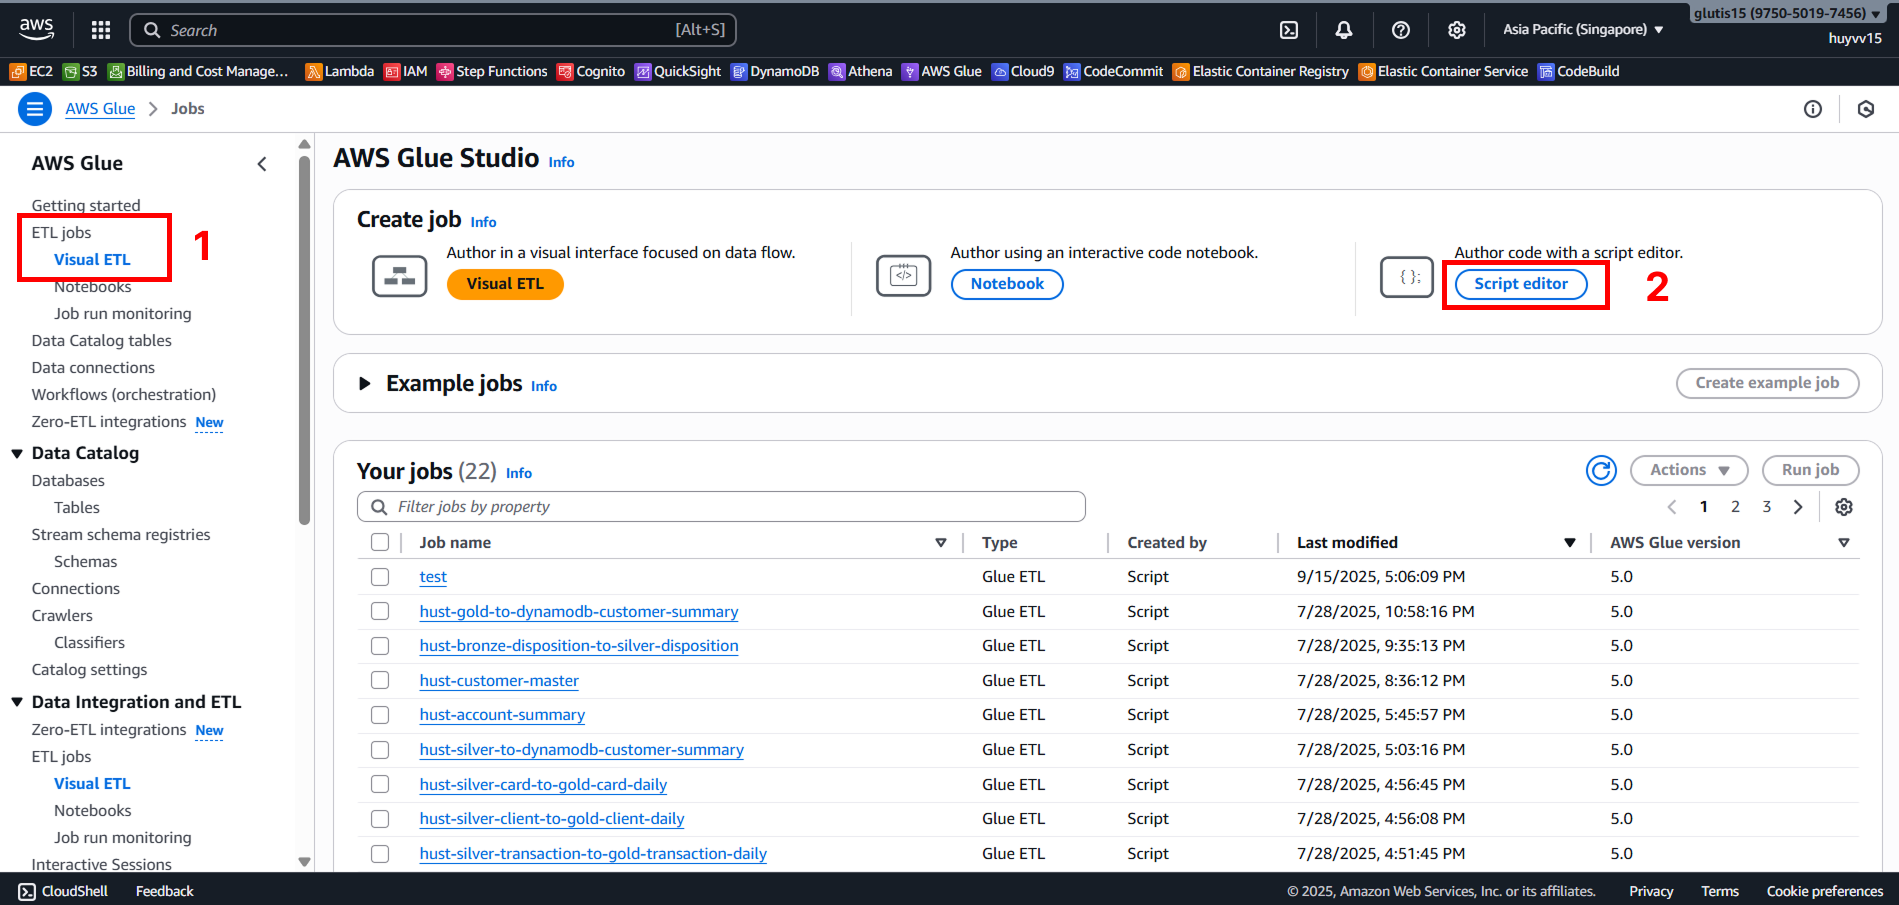 aws
Search [Alt+S]
Asia Pacific (Singapore) ▼
glutis15 (9750-5019-7456) ▼
huyvv15
EC2 S3 Billing and Cost Manage... Lambda IAM Step Functions Cognito QuickSight DynamoDB Athena AWS Glue Cloud9 CodeCommit Elastic Container Registry Elastic Container Service CodeBuild
AWS Glue > Jobs
AWS Glue
Getting started
ETL jobs
Visual ETL
1
Notebooks
Job run monitoring
Data Catalog tables
Data connections
Workflows (orchestration)
Zero-ETL integrations New
Data Catalog
Databases
Tables
Stream schema registries
Schemas
Connections
Crawlers
Classifiers
Catalog settings
Data Integration and ETL
Zero-ETL integrations New
ETL jobs
Visual ETL
Notebooks
Job run monitoring
Interactive Sessions
AWS Glue Studio Info
Create job Info
Author in a visual interface focused on data flow.
Visual ETL
Author using an interactive code notebook.
</>
Notebook
Author code with a script editor.
{ };
Script editor
2
Example jobs Info
Create example job
Your jobs (22) Info
Actions ▼ Run job
Filter jobs by property
< 1 2 3 >
Job name Type Created by Last modified AWS Glue version
test Glue ETL Script 9/15/2025, 5:06:09 PM 5.0
hust-gold-to-dynamodb-customer-summary Glue ETL Script 7/28/2025, 10:58:16 PM 5.0
hust-bronze-disposition-to-silver-disposition Glue ETL Script 7/28/2025, 9:35:13 PM 5.0
hust-customer-master Glue ETL Script 7/28/2025, 8:36:12 PM 5.0
hust-account-summary Glue ETL Script 7/28/2025, 5:45:57 PM 5.0
hust-silver-to-dynamodb-customer-summary Glue ETL Script 7/28/2025, 5:03:16 PM 5.0
hust-silver-card-to-gold-card-daily Glue ETL Script 7/28/2025, 4:56:45 PM 5.0
hust-silver-client-to-gold-client-daily Glue ETL Script 7/28/2025, 4:56:08 PM 5.0
hust-silver-transaction-to-gold-transaction-daily Glue ETL Script 7/28/2025, 4:51:45 PM 5.0
CloudShell Feedback © 2025, Amazon Web Services, Inc. or its affiliates. Privacy Terms Cookie preferences